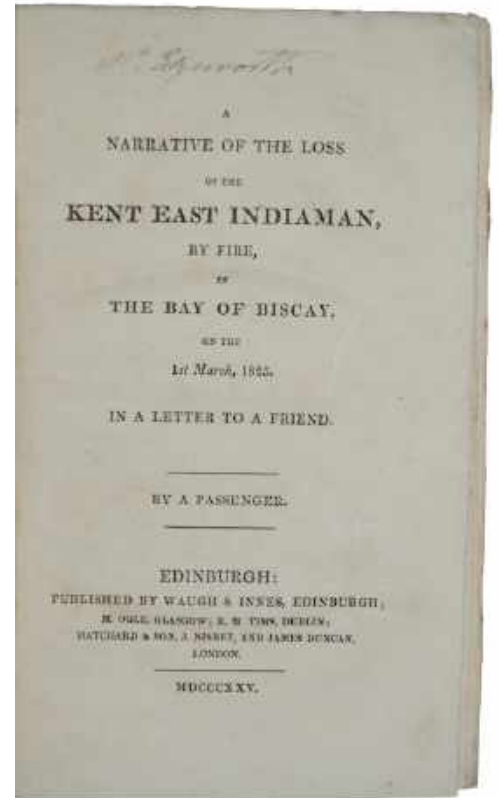 A
NARRATIVE OF THE LOSS
OF THE
KENT EAST INDIAMAN,
BY FIRE,
IN
THE BAY OF BISCAY,
ON THE
1st March, 1825.
IN A LETTER TO A FRIEND.
BY A PASSENGER.
EDINBURGH:
PUBLISHED BY WAUGH & INNES, EDINBURGH;
M. OGLE, GLASGOW; R. M. TIMS, DUBLIN;
HATCHARD & SON, J. NISBET, AND JAMES DUNCAN,
LONDON.
MDCCCXXV.